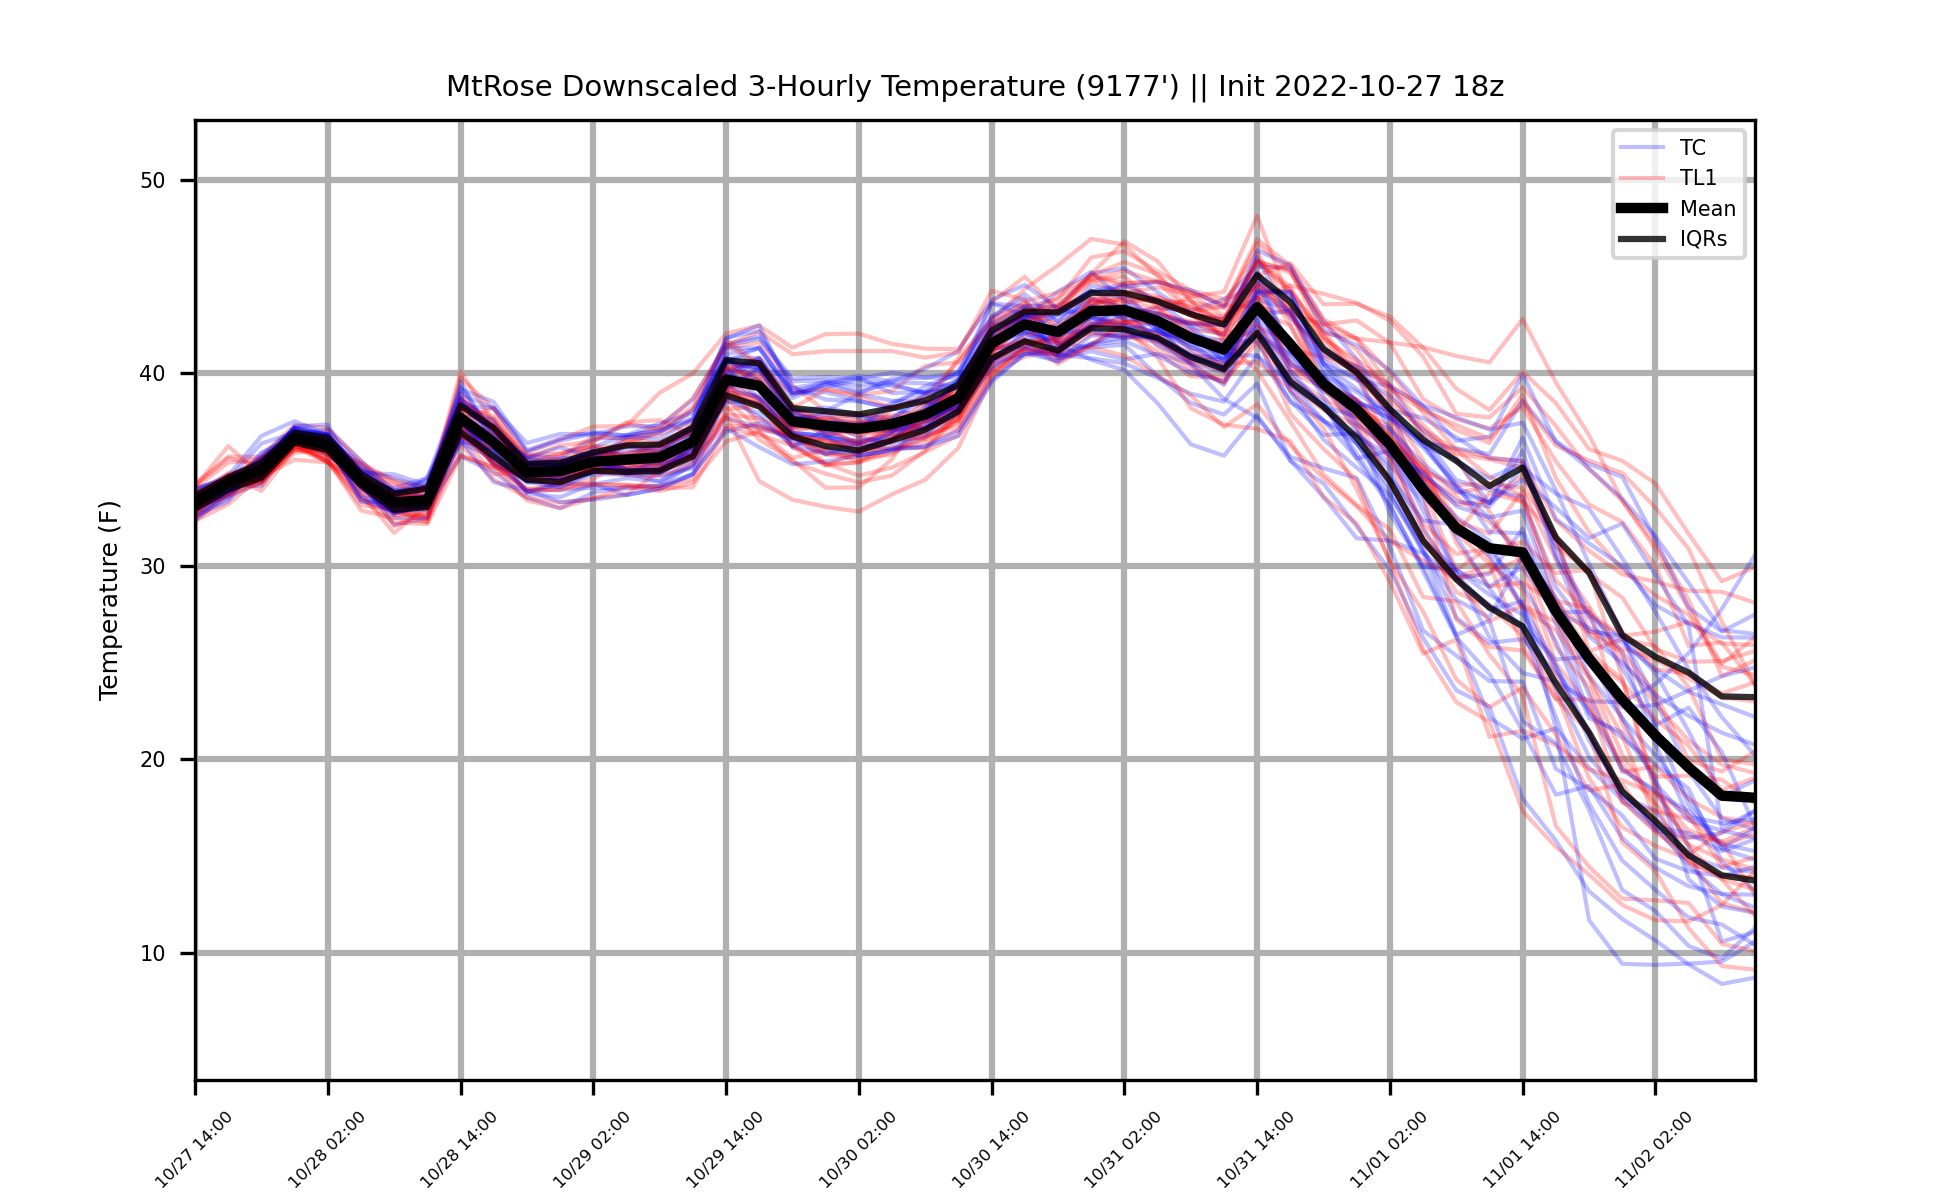 MtRose Downscaled 3-Hourly Temperature (9177') || Init 2022-10-27 18z
TC
TL1
Mean
IQRs
Temperature (F)
50
40
30
20
10
10/27 14:00
10/28 02:00
10/28 14:00
10/29 02:00
10/29 14:00
10/30 02:00
10/30 14:00
10/31 02:00
10/31 14:00
11/01 02:00
11/01 14:00
11/02 02:00